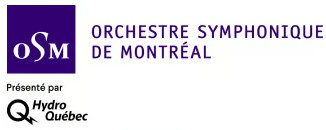 OSM
ORCHESTRE SYMPHONIQUE
DE MONTRÉAL
Présenté par
Hydro
Québec